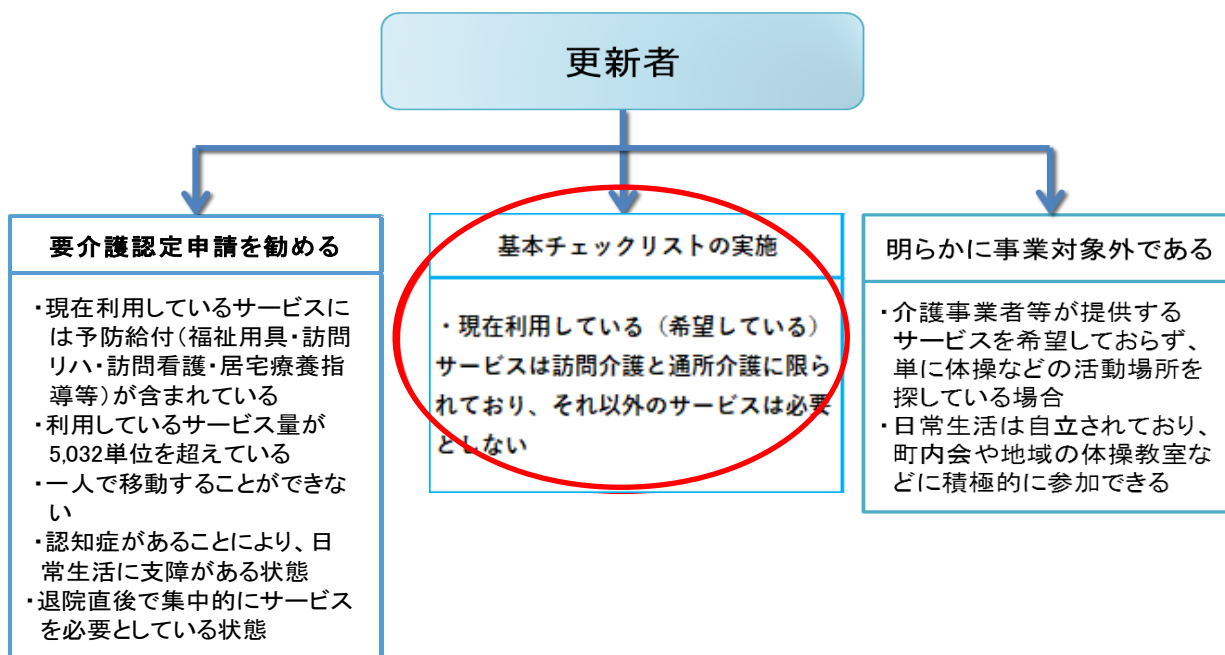 更新者
要介護認定申請を勧める
・現在利用しているサービスに
は予防給付(福祉用具・訪問
リハ・訪問看護・居宅療養指
導等)が含まれている
・利用しているサービス量が
5,032単位を超えている
・一人で移動することができな
い
・認知症があることにより、日
常生活に支障がある状態
・退院直後で集中的にサービス
を必要としている状態
基本チェックリストの実施
・現在利用している（希望している）
サービスは訪問介護と通所介護に限ら
れており、それ以外のサービスは必要
としない
明らかに事業対象外である
・介護事業者等が提供する
サービスを希望しておらず、
単に体操などの活動場所を
探している場合
・日常生活は自立されており、
町内会や地域の体操教室な
どに積極的に参加できる